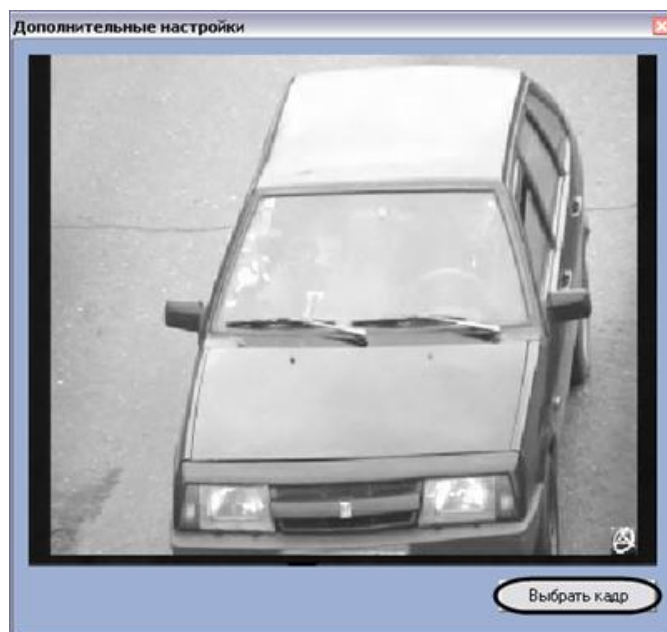 Дополнительные настройки
Выбрать кадр